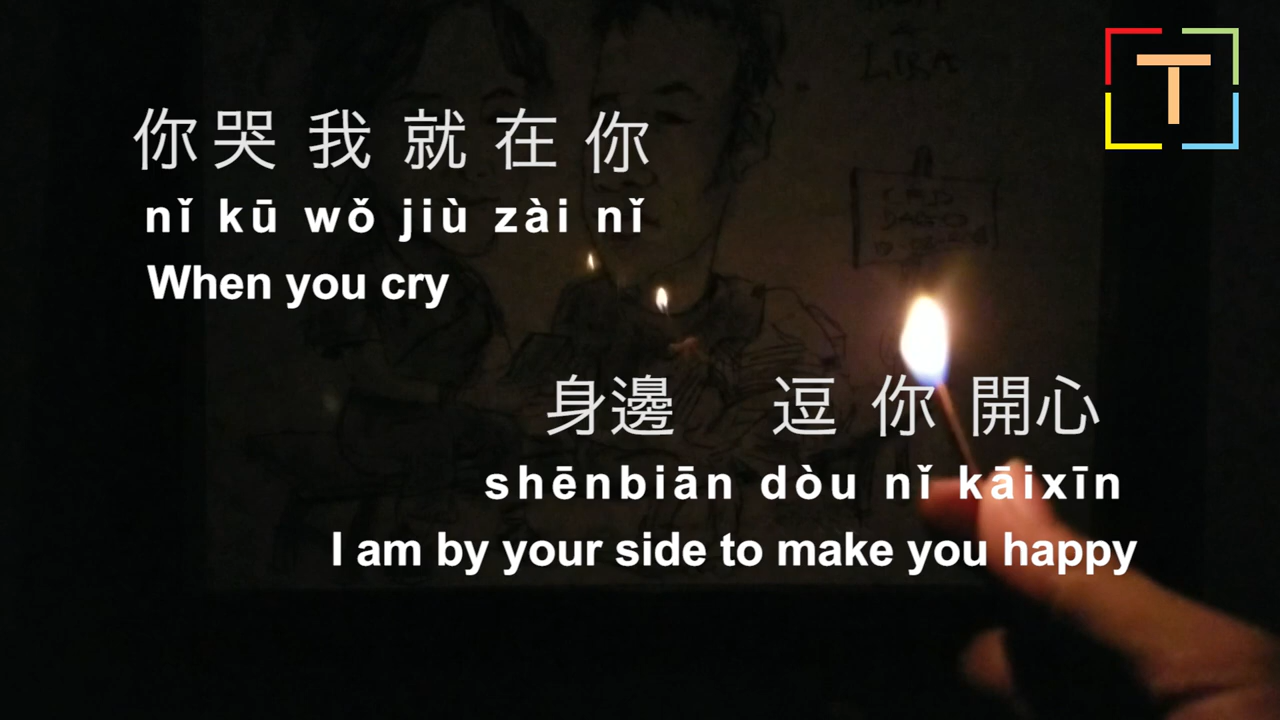 T
你哭 我 就 在 你
nǐ kū wǒ jiù zài nǐ
When you cry
身邊 逗 你 開心
shēnbiān dòu nǐ kāixīn
I am by your side to make you happy